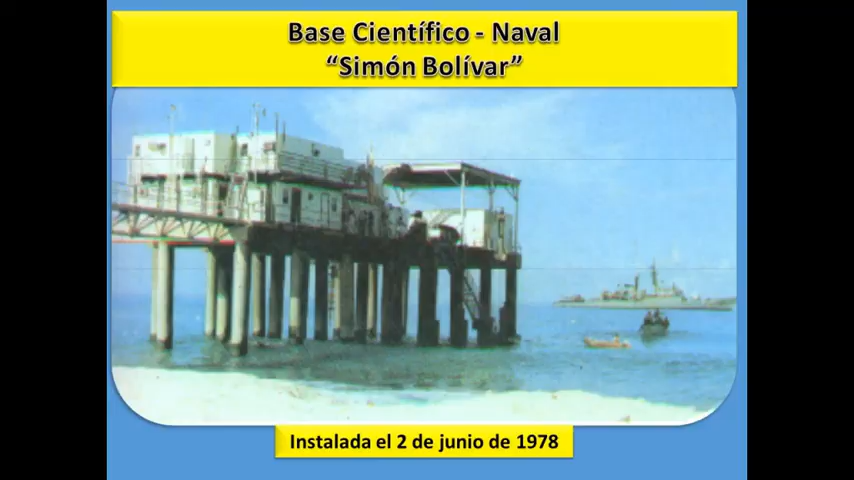 Base Científico - Naval
“Simón Bolívar”
Instalada el 2 de junio de 1978